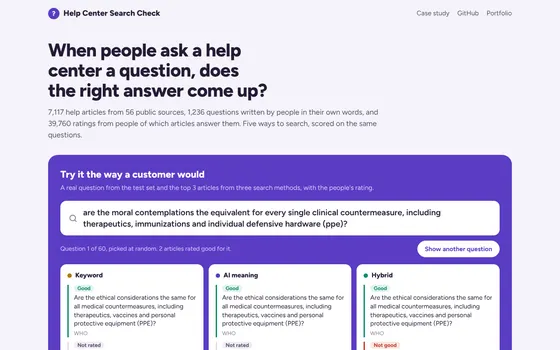 ? Help Center Search Check
Case study GitHub Portfolio
When people ask a help
center a question, does
the right answer come up?
7,117 help articles from 56 public sources, 1,236 questions written by people in their own words, and
39,760 ratings from people of which articles answer them. Five ways to search, scored on the same
questions.
Try it the way a customer would
A real question from the test set and the top 3 articles from three search methods, with the people's rating.
are the moral contemplations the equivalent for every single clinical countermeasure, including
therapeutics, immunizations and individual defensive hardware (ppe)?
Question 1 of 60, picked at random. 2 articles rated good for it.
Show another question
Keyword
Good
Are the ethical considerations the same for
all medical countermeasures, including
therapeutics, vaccines and personal
protective equipment (PPE)?
WHO
Not rated
AI meaning
Good
Are the ethical considerations the same for
all medical countermeasures, including
therapeutics, vaccines and personal
protective equipment (PPE)?
WHO
Not rated
Hybrid
Good
Are the ethical considerations the same for
all medical countermeasures, including
therapeutics, vaccines and personal
protective equipment (PPE)?
WHO
Not good